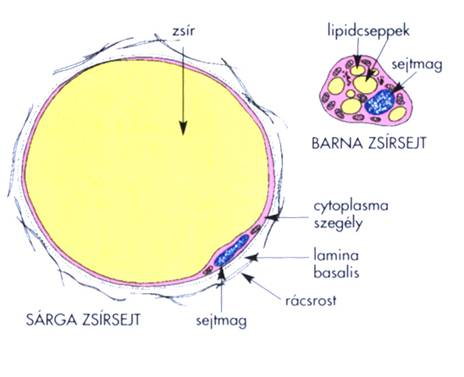 zsír
lipidcseppek
sejtmag
BARNA ZSÍRSEJT
cytoplasma
szegély
lamina
basalis
rácsrost
sejtmag
SÁRGA ZSÍRSEJT